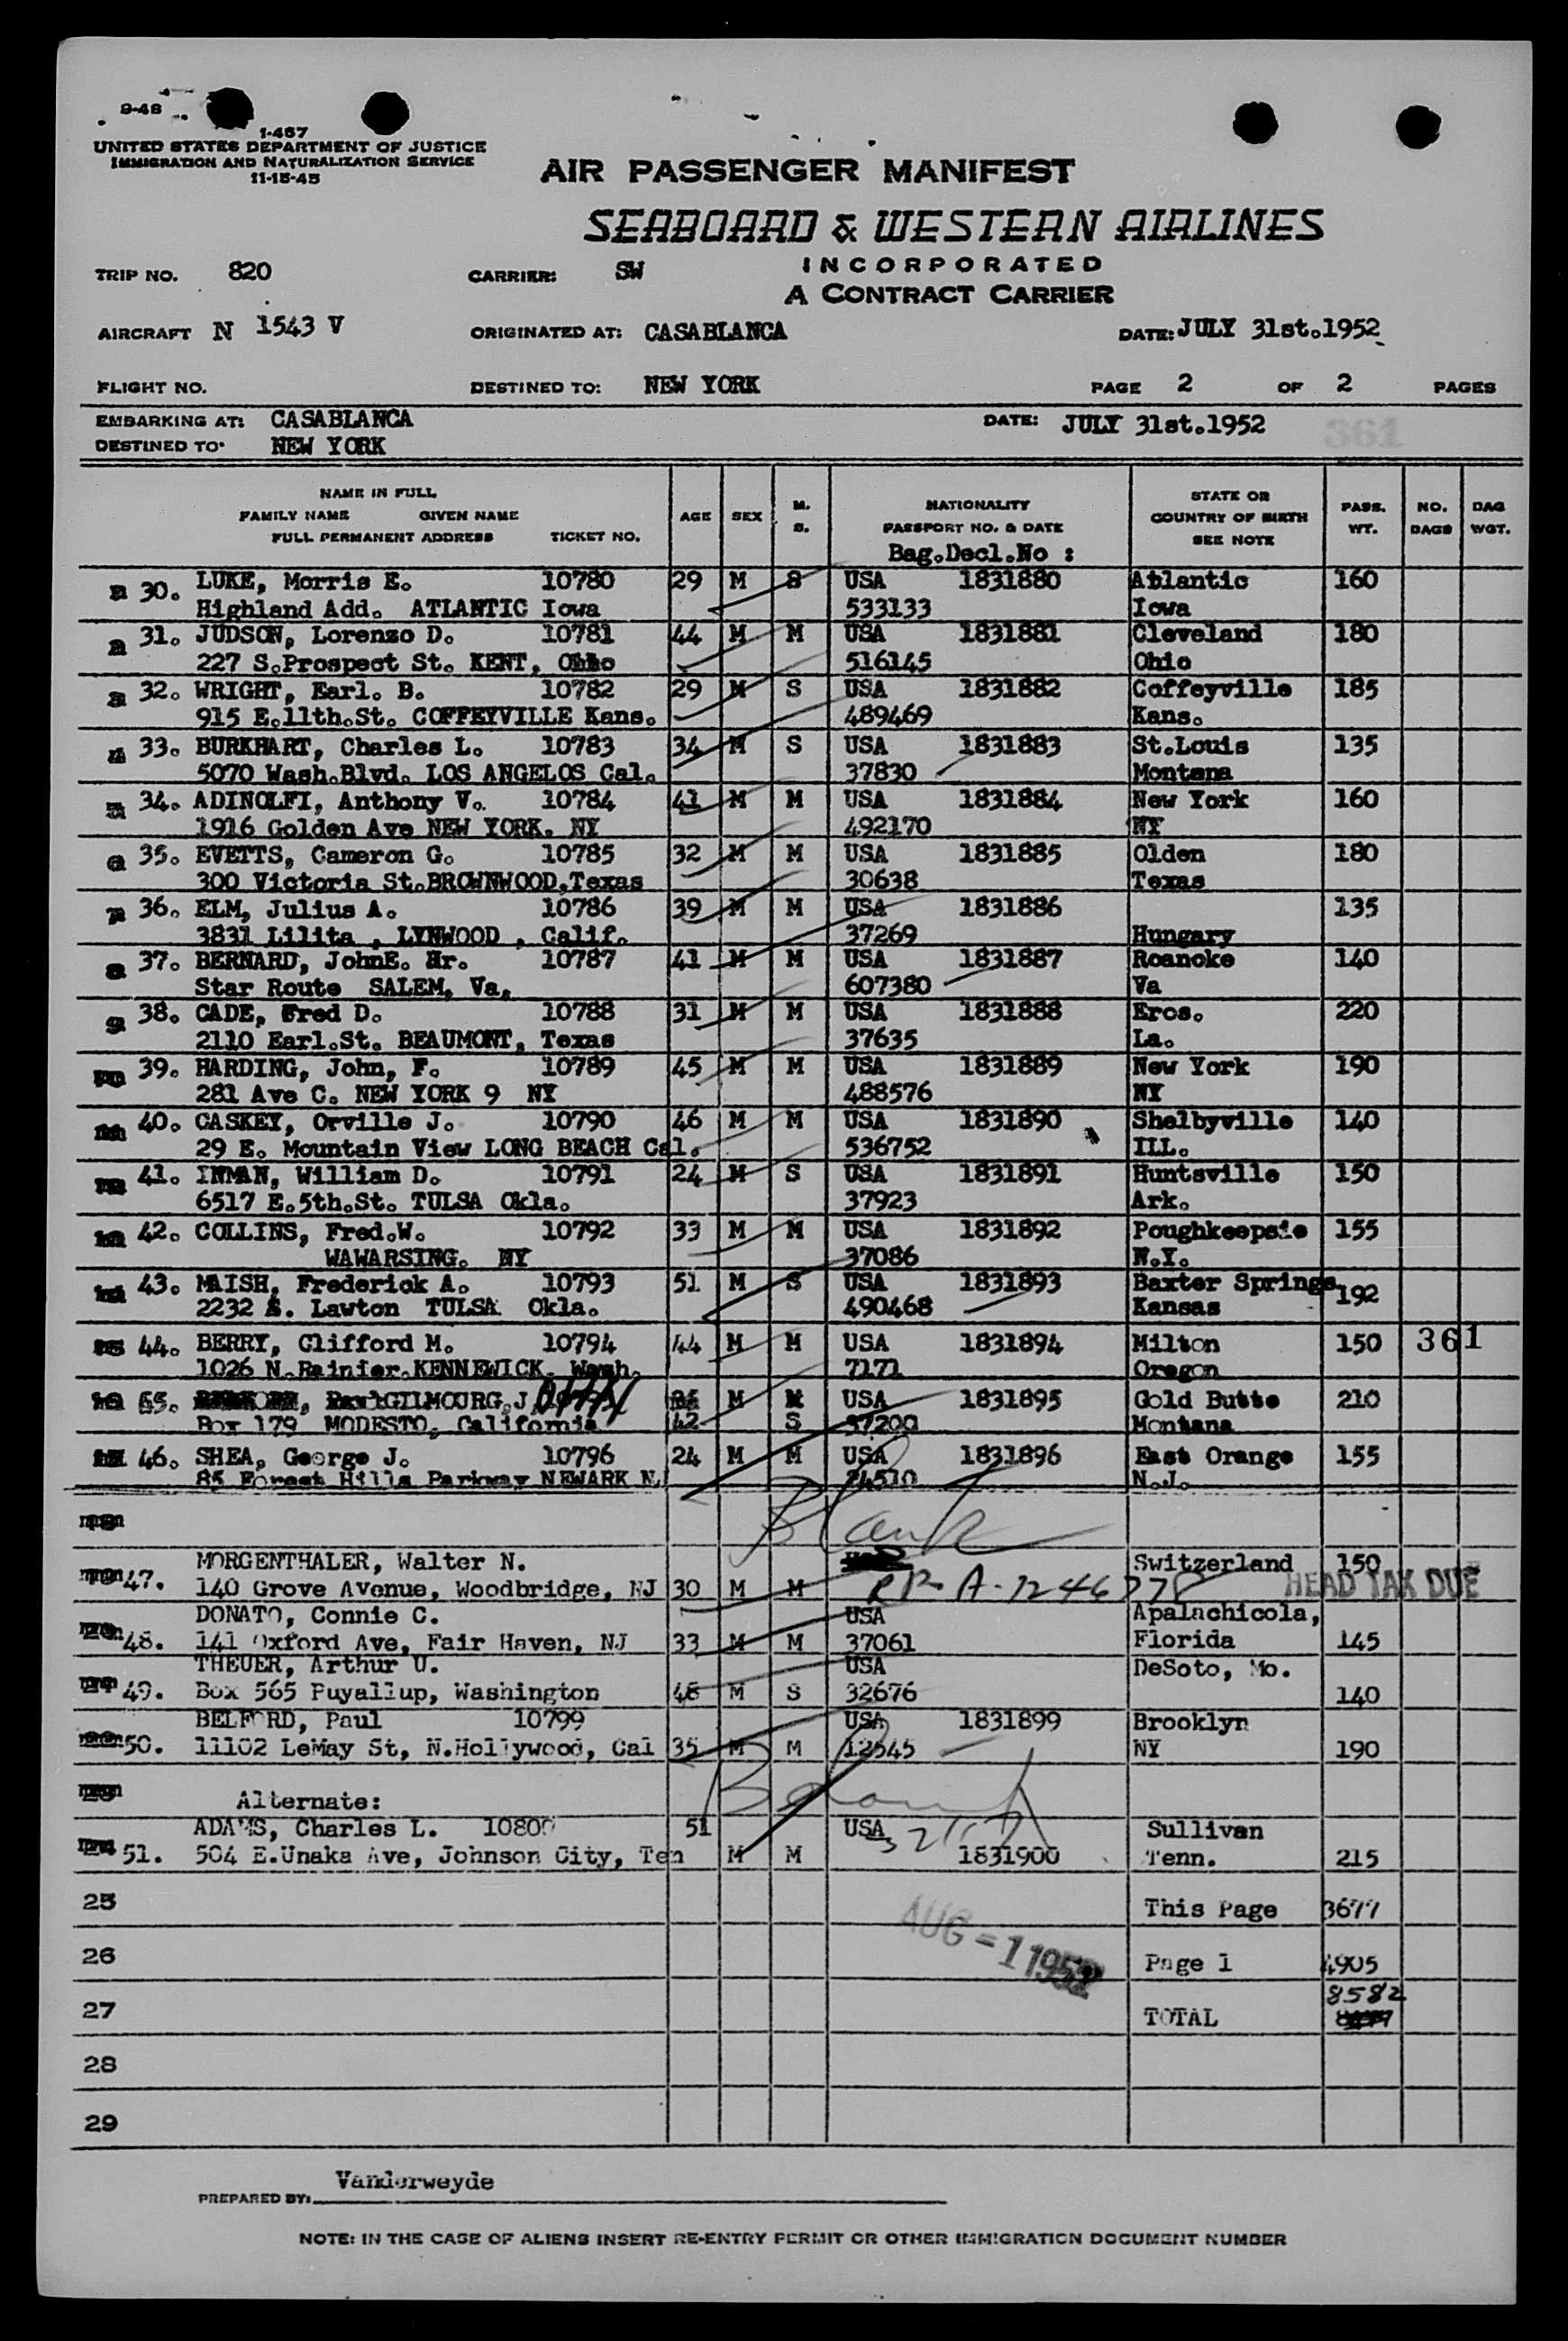 9-48
1-467
UNITED STATES DEPARTMENT OF JUSTICE
IMMIGRATION AND NATURALIZATION SERVICE
11-15-45
AIR PASSENGER MANIFEST
SEABOARD & WESTERN AIRLINES
INCORPORATED
A CONTRACT CARRIER
TRIP NO. 820 CARRIER: SW
AIRCRAFT N 1543 V ORIGINATED AT: CASABLANCA DATE: JULY 31st.1952
FLIGHT NO. DESTINED TO: NEW YORK PAGE 2 OF 2 PAGES
EMBARKING AT: CASABLANCA DATE: JULY 31st.1952 361
DESTINED TO: NEW YORK
NAME IN FULL
FAMILY NAME GIVEN NAME
FULL PERMANENT ADDRESS TICKET NO.
AGE SEX M. S.
NATIONALITY
PASSPORT NO. & DATE
Bag.Decl.No :
STATE OR
COUNTRY OF BIRTH
SEE NOTE
PASS. WT. NO. BAGS BAG WGT.
30. LUKE, Morris E. 10780 29 M S USA 1831880 Atlantic 160
Highland Add. ATLANTIC Iowa 533133 Iowa
31. JUDSON, Lorenzo D. 10781 44 M M USA 1831881 Cleveland 180
227 S.Prospect St. KENT, Ohio 516145 Ohio
32. WRIGHT, Earl. B. 10782 29 M S USA 1831882 Coffeyville 185
915 E.11th.St. COFFEYVILLE Kans. 489469 Kans.
33. BURKHART, Charles L. 10783 34 M S USA 1831883 St.Louis 135
5070 Wash.Blvd. LOS ANGELOS Cal. 37830 Montana
34. ADINOLFI, Anthony V. 10784 41 M M USA 1831884 New York 160
1916 Golden Ave NEW YORK. NY 492170 NY
35. EVETTS, Cameron G. 10785 32 M M USA 1831885 Olden 180
300 Victoria St.BROWNWOOD,Texas 30638 Texas
36. ELM, Julius A. 10786 39 M M USA 1831886 135
3831 Lilita , LYNWOOD , Calif. 37269 Hungary
37. BERNARD, JohnE. Hr. 10787 41 M M USA 1831887 Roanoke 140
Star Route SALEM, Va, 607380 Va
38. CADE, Fred D. 10788 31 M M USA 1831888 Eros. 220
2110 Earl.St. BEAUMONT, Texas 37635 La.
39. HARDING, John, F. 10789 45 M M USA 1831889 New York 190
281 Ave C. NEW YORK 9 NY 488576 NY
40. CASKEY, Orville J. 10790 46 M M USA 1831890 Shelbyville 140
29 E. Mountain View LONG BEACH Cal. 536752 ILL.
41. INMAN, William D. 10791 24 M S USA 1831891 Huntsville 150
6517 E.5th.St. TULSA Okla. 37923 Ark.
42. COLLINS, Fred.W. 10792 33 M M USA 1831892 Poughkeepsie 155
WAWARSING. NY 37086 N.Y.
43. MAISH, Frederick A. 10793 51 M S USA 1831893 Baxter Springs 192
2232 S. Lawton TULSA Okla. 490468 Kansas
44. BERRY, Clifford M. 10794 44 M M USA 1831894 Milton 150 361
1026 N.Rainier.KENNEWICK. Wash. 7171 Oregon
GILMOURG,J, M USA 1831895 Gold Butte 210
Box 179 MODESTO, California 42 S 37200 Montana
46. SHEA, George J. 10796 24 M M USA 1831896 East Orange 155
85 Forest Hills Parkway NEWARK N. 74510 N.J.
Blank
MORGENTHALER, Walter N. Switzerland 150
47. 140 Grove Avenue, Woodbridge, NJ 30 M M HEAD TAX DUE
DONATO, Connie C. USA Apalachicola,
48. 141 Oxford Ave, Fair Haven, NJ 33 M M 37061 Florida 145
THEUER, Arthur U. USA DeSoto, Mo.
49. Box 565 Puyallup, Washington 48 M S 32676 140
BELFORD, Paul 10799 USA 1831899 Brooklyn
50. 11102 LeMay St, N.Hollywood, Cal 35 M M 12545 NY 190
Alternate:
ADAMS, Charles L. 10800 51 USA Sullivan
51. 504 E.Unaka Ave, Johnson City, Ten M M 1831900 Tenn. 215
25 This Page 3677
AUG -1 1952
26 Page 1 4905
27 TOTAL 8582
28
29
PREPARED BY: Vanderweyde
NOTE: IN THE CASE OF ALIENS INSERT RE-ENTRY PERMIT OR OTHER IMMIGRATION DOCUMENT NUMBER